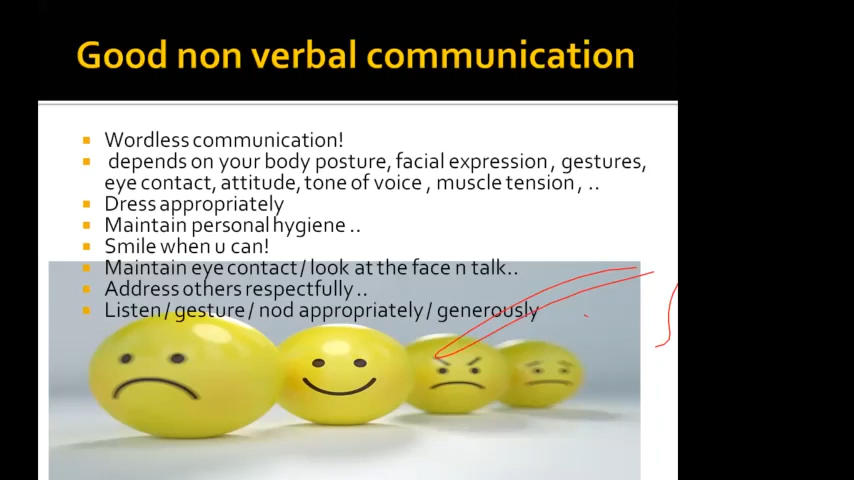 Good non verbal communication
Wordless communication!
depends on your body posture, facial expression , gestures,
eye contact, attitude, tone of voice , muscle tension , ..
Dress appropriately
Maintain personal hygiene ..
Smile when u can!
Maintain eye contact / look at the face n talk..
Address others respectfully ..
Listen / gesture / nod appropriately / generously